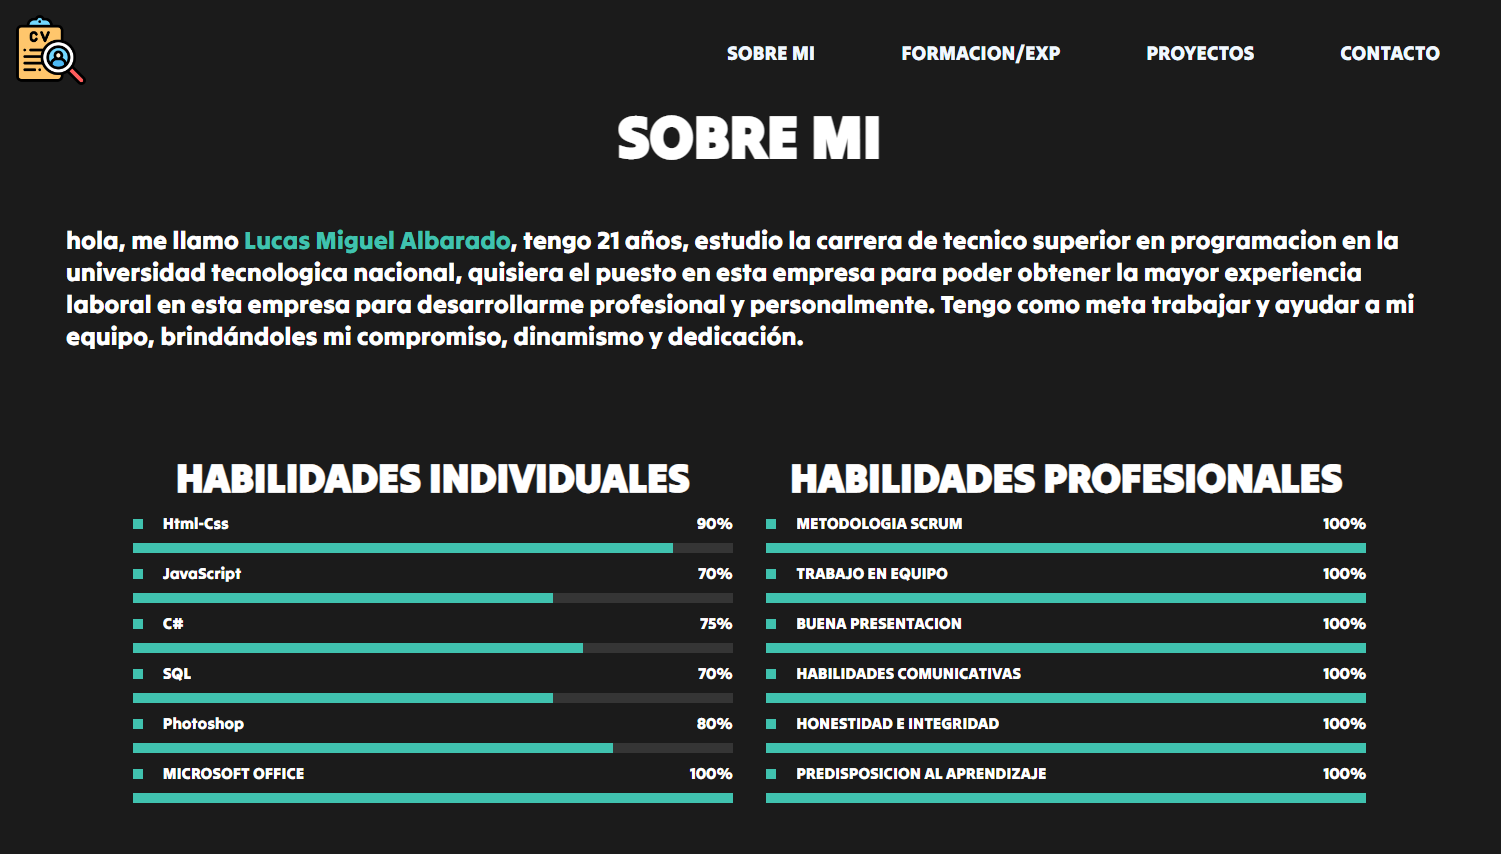 CV
SOBRE MI
FORMACION/EXP
PROYECTOS
CONTACTO
SOBRE MI
hola, me llamo Lucas Miguel Albarado, tengo 21 años, estudio la carrera de tecnico superior en programacion en la
universidad tecnologica nacional, quisiera el puesto en esta empresa para poder obtener la mayor experiencia
laboral en esta empresa para desarrollarme profesional y personalmente. Tengo como meta trabajar y ayudar a mi
equipo, brindándoles mi compromiso, dinamismo y dedicación.
HABILIDADES INDIVIDUALES
Html-Css 90%
JavaScript 70%
C# 75%
SQL 70%
Photoshop 80%
MICROSOFT OFFICE 100%
HABILIDADES PROFESIONALES
METODOLOGIA SCRUM 100%
TRABAJO EN EQUIPO 100%
BUENA PRESENTACION 100%
HABILIDADES COMUNICATIVAS 100%
HONESTIDAD E INTEGRIDAD 100%
PREDISPOSICION AL APRENDIZAJE 100%